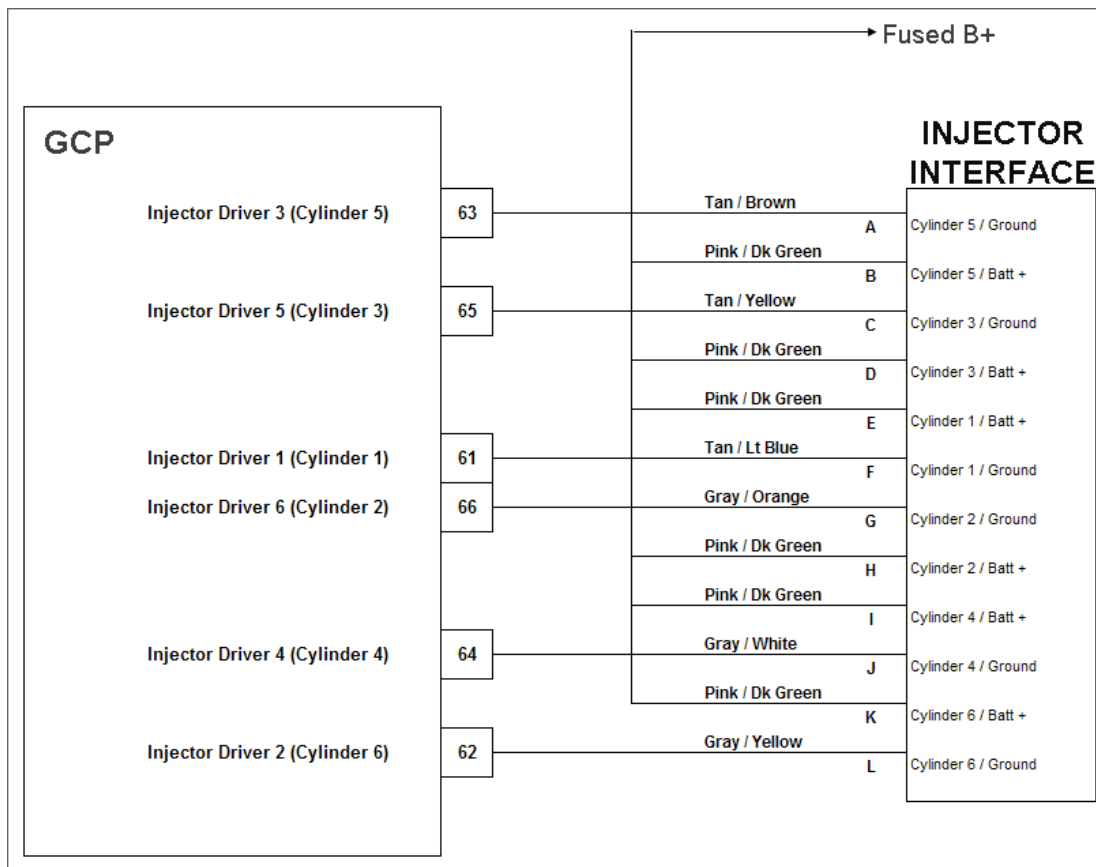 Fused B+
GCP
INJECTOR
INTERFACE
Injector Driver 3 (Cylinder 5)
63
Tan / Brown
A
Cylinder 5 / Ground
Pink / Dk Green
B
Cylinder 5 / Batt +
Injector Driver 5 (Cylinder 3)
65
Tan / Yellow
C
Cylinder 3 / Ground
Pink / Dk Green
D
Cylinder 3 / Batt +
Pink / Dk Green
E
Cylinder 1 / Batt +
Injector Driver 1 (Cylinder 1)
61
Tan / Lt Blue
F
Cylinder 1 / Ground
Injector Driver 6 (Cylinder 2)
66
Gray / Orange
G
Cylinder 2 / Ground
Pink / Dk Green
H
Cylinder 2 / Batt +
Pink / Dk Green
I
Cylinder 4 / Batt +
Injector Driver 4 (Cylinder 4)
64
Gray / White
J
Cylinder 4 / Ground
Pink / Dk Green
K
Cylinder 6 / Batt +
Injector Driver 2 (Cylinder 6)
62
Gray / Yellow
L
Cylinder 6 / Ground